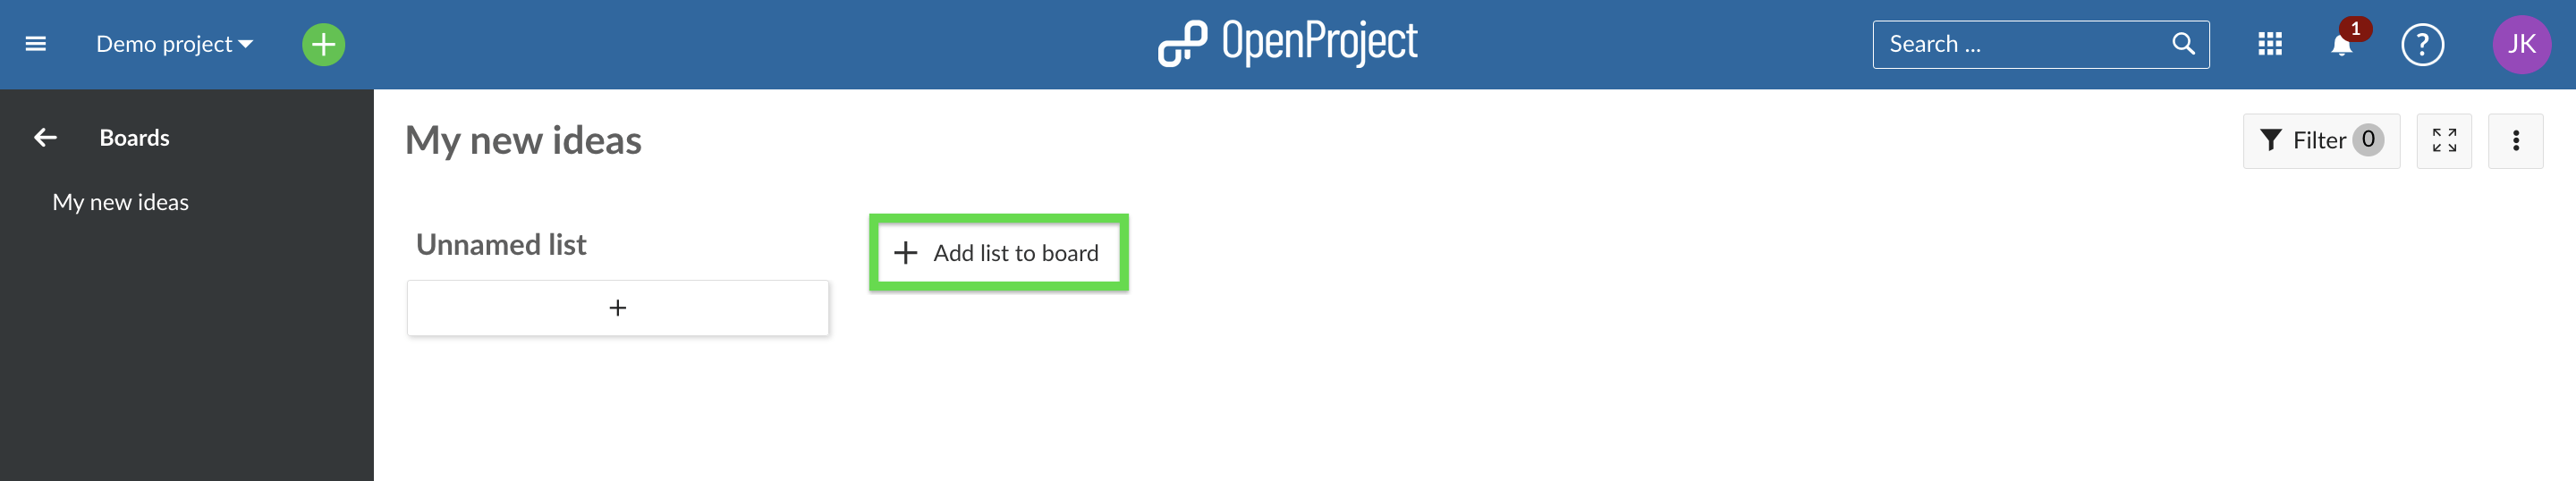 Demo project
OpenProject
Search ...
1
?
JK
Boards
My new ideas
My new ideas
Filter 0
Unnamed list
+ Add list to board
+